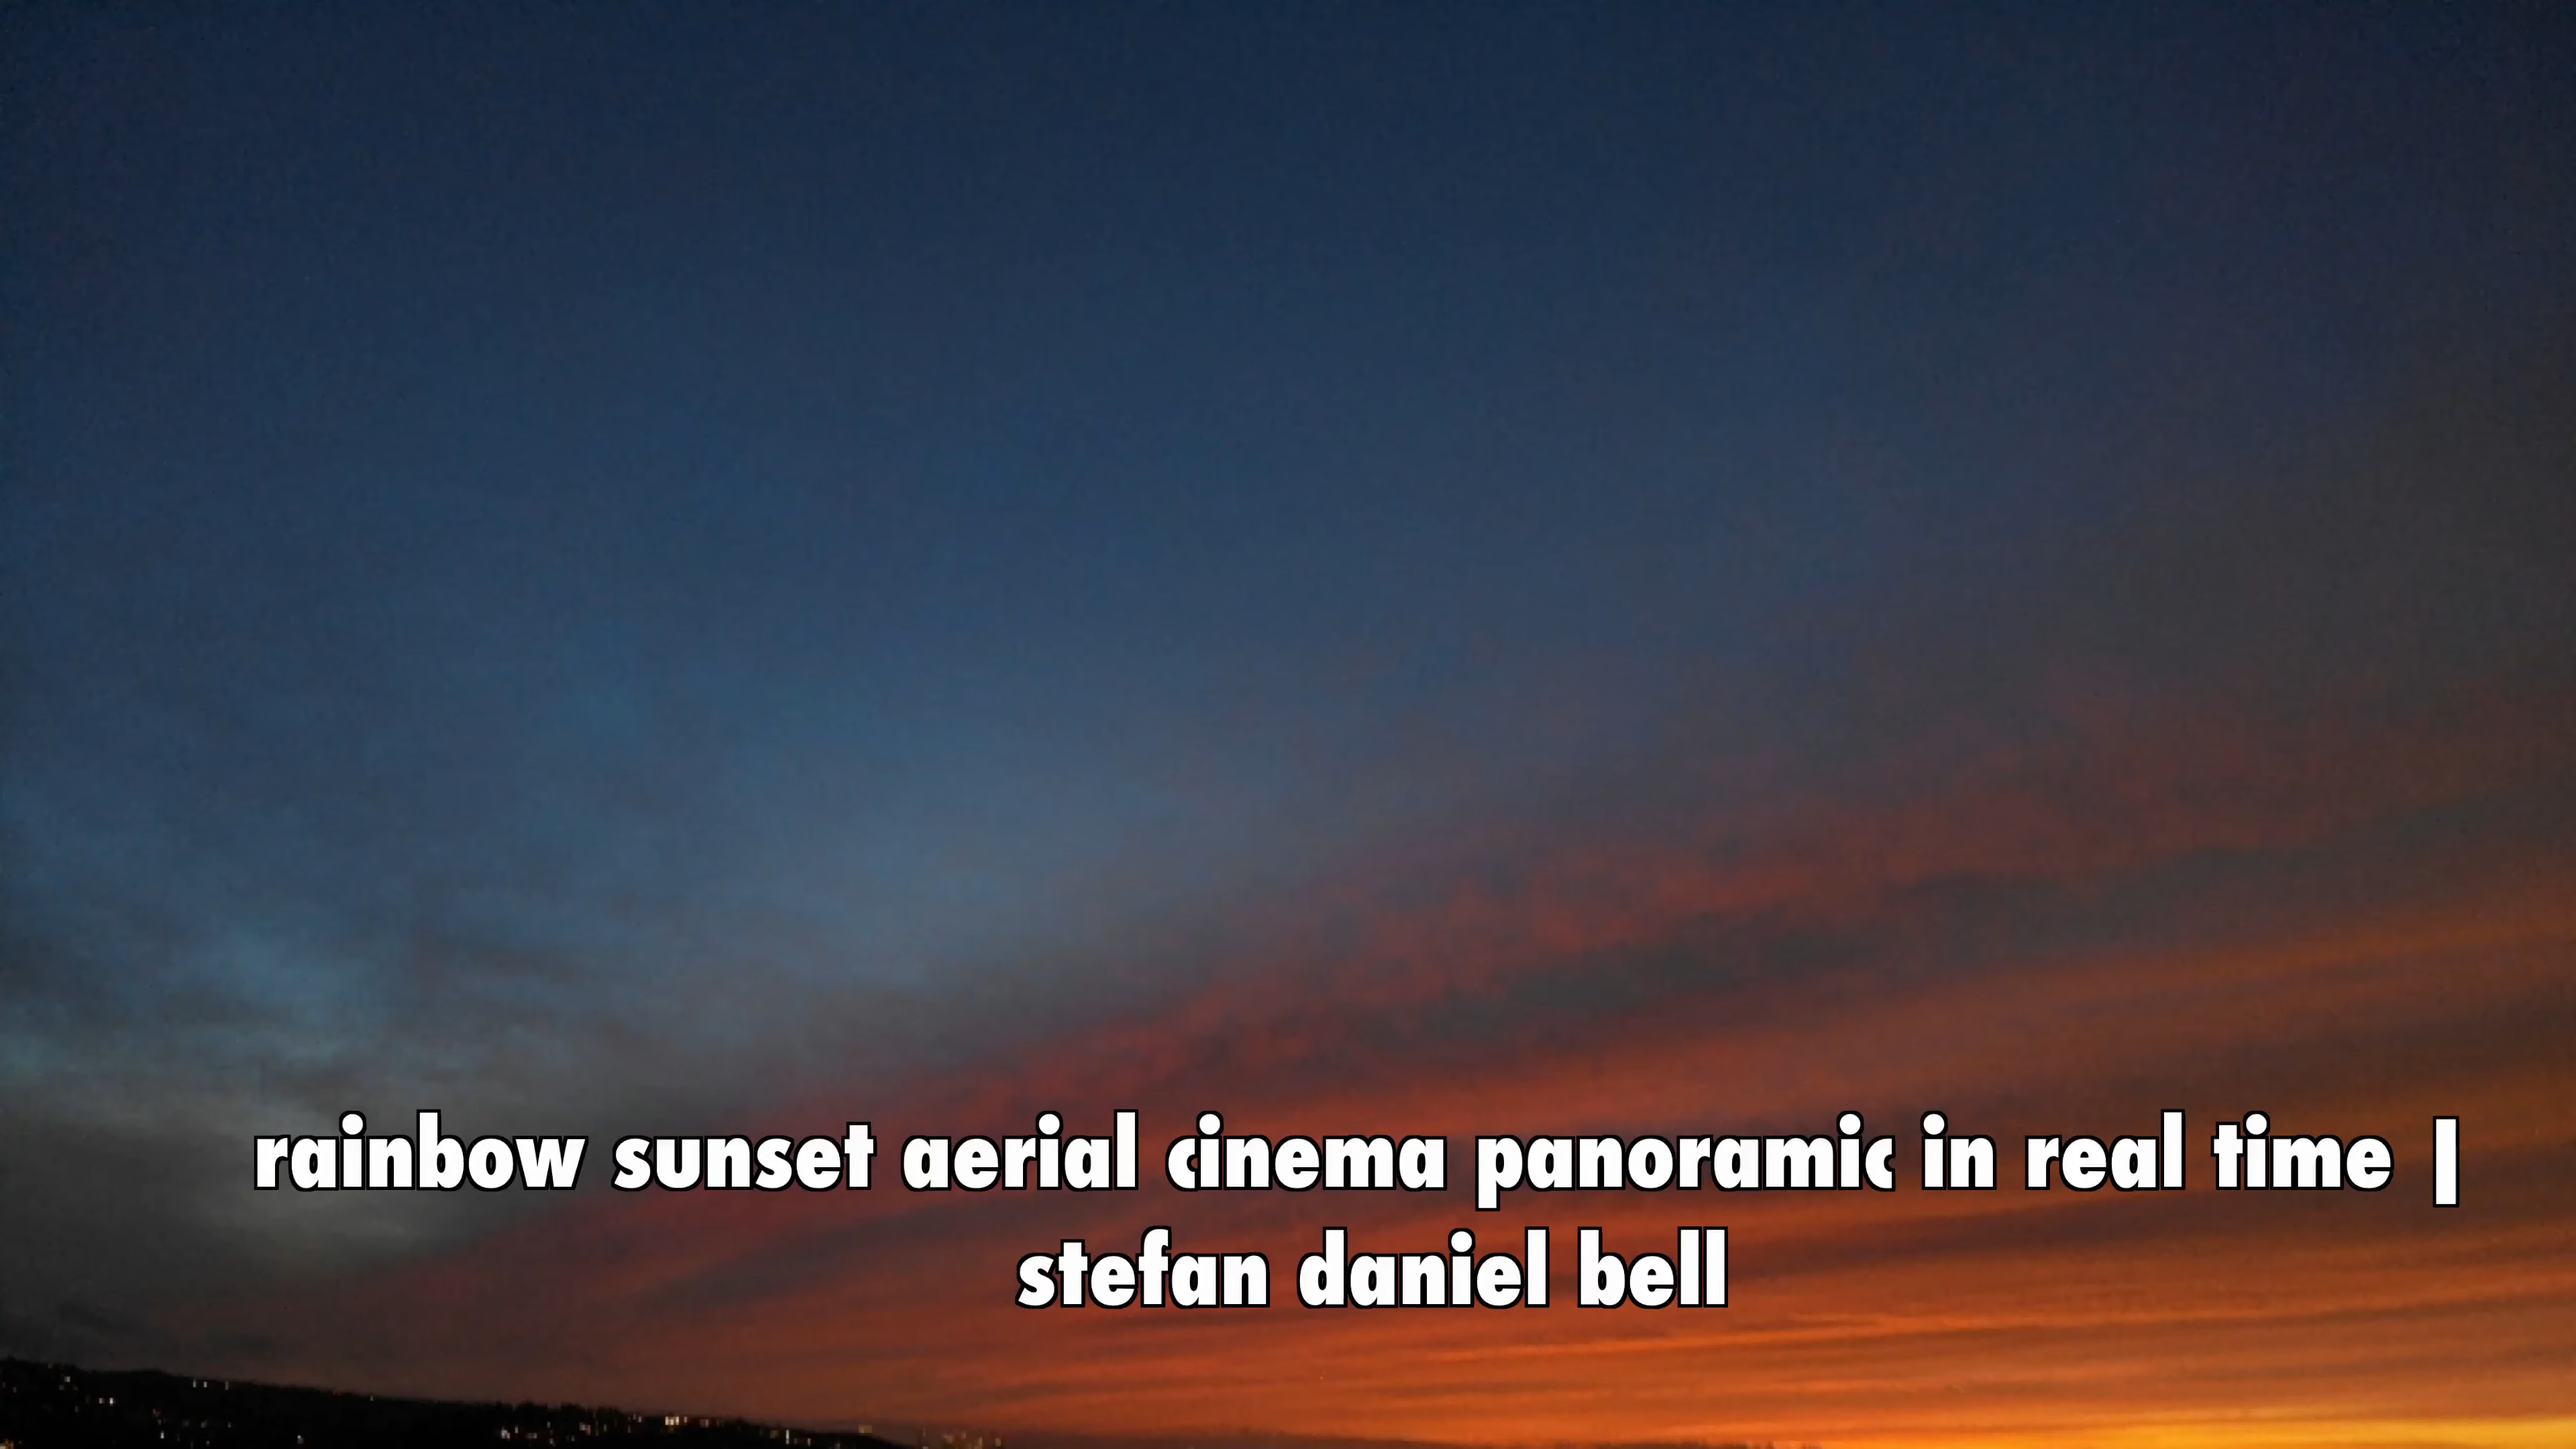 rainbow sunset aerial cinema panoramic in real time |
stefan daniel bell